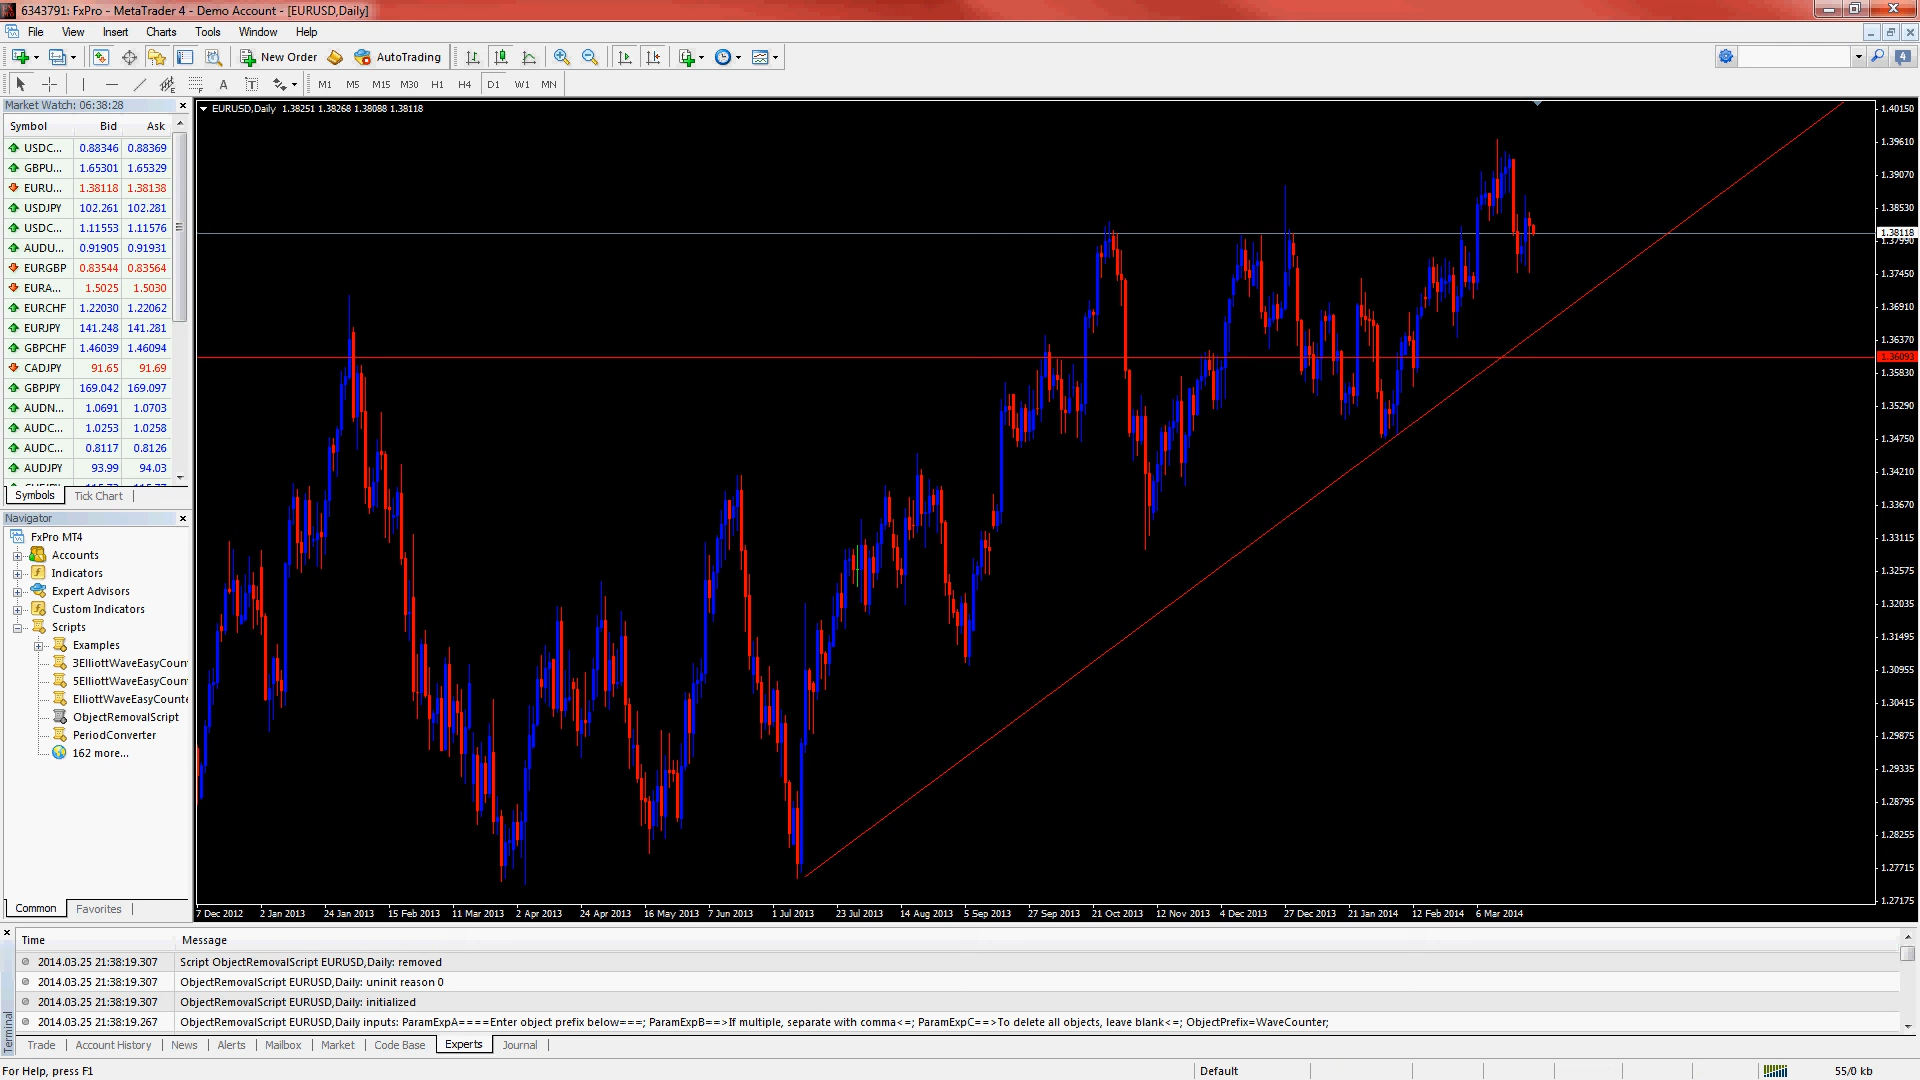 6343791: FxPro - MetaTrader 4 - Demo Account - [EURUSD,Daily]
File View Insert Charts Tools Window Help
New Order AutoTrading
4
A T M1 M5 M15 M30 H1 H4 D1 W1 MN
Market Watch: 06:38:28
Symbol Bid Ask
USDC... 0.88346 0.88369
GBPU... 1.65301 1.65329
EURU... 1.38118 1.38138
USDJPY 102.261 102.281
USDC... 1.11553 1.11576
AUDU... 0.91905 0.91931
EURGBP 0.83544 0.83564
EURA... 1.5025 1.5030
EURCHF 1.22030 1.22062
EURJPY 141.248 141.281
GBPCHF 1.46039 1.46094
CADJPY 91.65 91.69
GBPJPY 169.042 169.097
AUDN... 1.0691 1.0703
AUDC... 1.0253 1.0258
AUDC... 0.8117 0.8126
AUDJPY 93.99 94.03
Symbols Tick Chart
Navigator
FxPro MT4
Accounts
Indicators
Expert Advisors
Custom Indicators
Scripts
Examples
3ElliottWaveEasyCoun
5ElliottWaveEasyCoun
ElliottWaveEasyCounte
ObjectRemovalScript
PeriodConverter
162 more...
Common Favorites
EURUSD,Daily 1.38251 1.38268 1.38088 1.38118
1.40150
1.39610
1.39070
1.38530
1.38118
1.37990
1.37450
1.36910
1.36370
1.36093
1.35830
1.35290
1.34750
1.34210
1.33670
1.33115
1.32575
1.32035
1.31495
1.30955
1.30415
1.29875
1.29335
1.28795
1.28255
1.27715
1.27175
7 Dec 2012 2 Jan 2013 24 Jan 2013 15 Feb 2013 11 Mar 2013 2 Apr 2013 24 Apr 2013 16 May 2013 7 Jun 2013 1 Jul 2013 23 Jul 2013 14 Aug 2013 5 Sep 2013 27 Sep 2013 21 Oct 2013 12 Nov 2013 4 Dec 2013 27 Dec 2013 21 Jan 2014 12 Feb 2014 6 Mar 2014
Time Message
2014.03.25 21:38:19.307 Script ObjectRemovalScript EURUSD,Daily: removed
2014.03.25 21:38:19.307 ObjectRemovalScript EURUSD,Daily: uninit reason 0
2014.03.25 21:38:19.307 ObjectRemovalScript EURUSD,Daily: initialized
2014.03.25 21:38:19.267 ObjectRemovalScript EURUSD,Daily inputs: ParamExpA====Enter object prefix below===; ParamExpB==>If multiple, separate with comma<=; ParamExpC==>To delete all objects, leave blank<=; ObjectPrefix=WaveCounter;
Terminal
Trade Account History News Alerts Mailbox Market Code Base Experts Journal
For Help, press F1 Default 55/0 kb